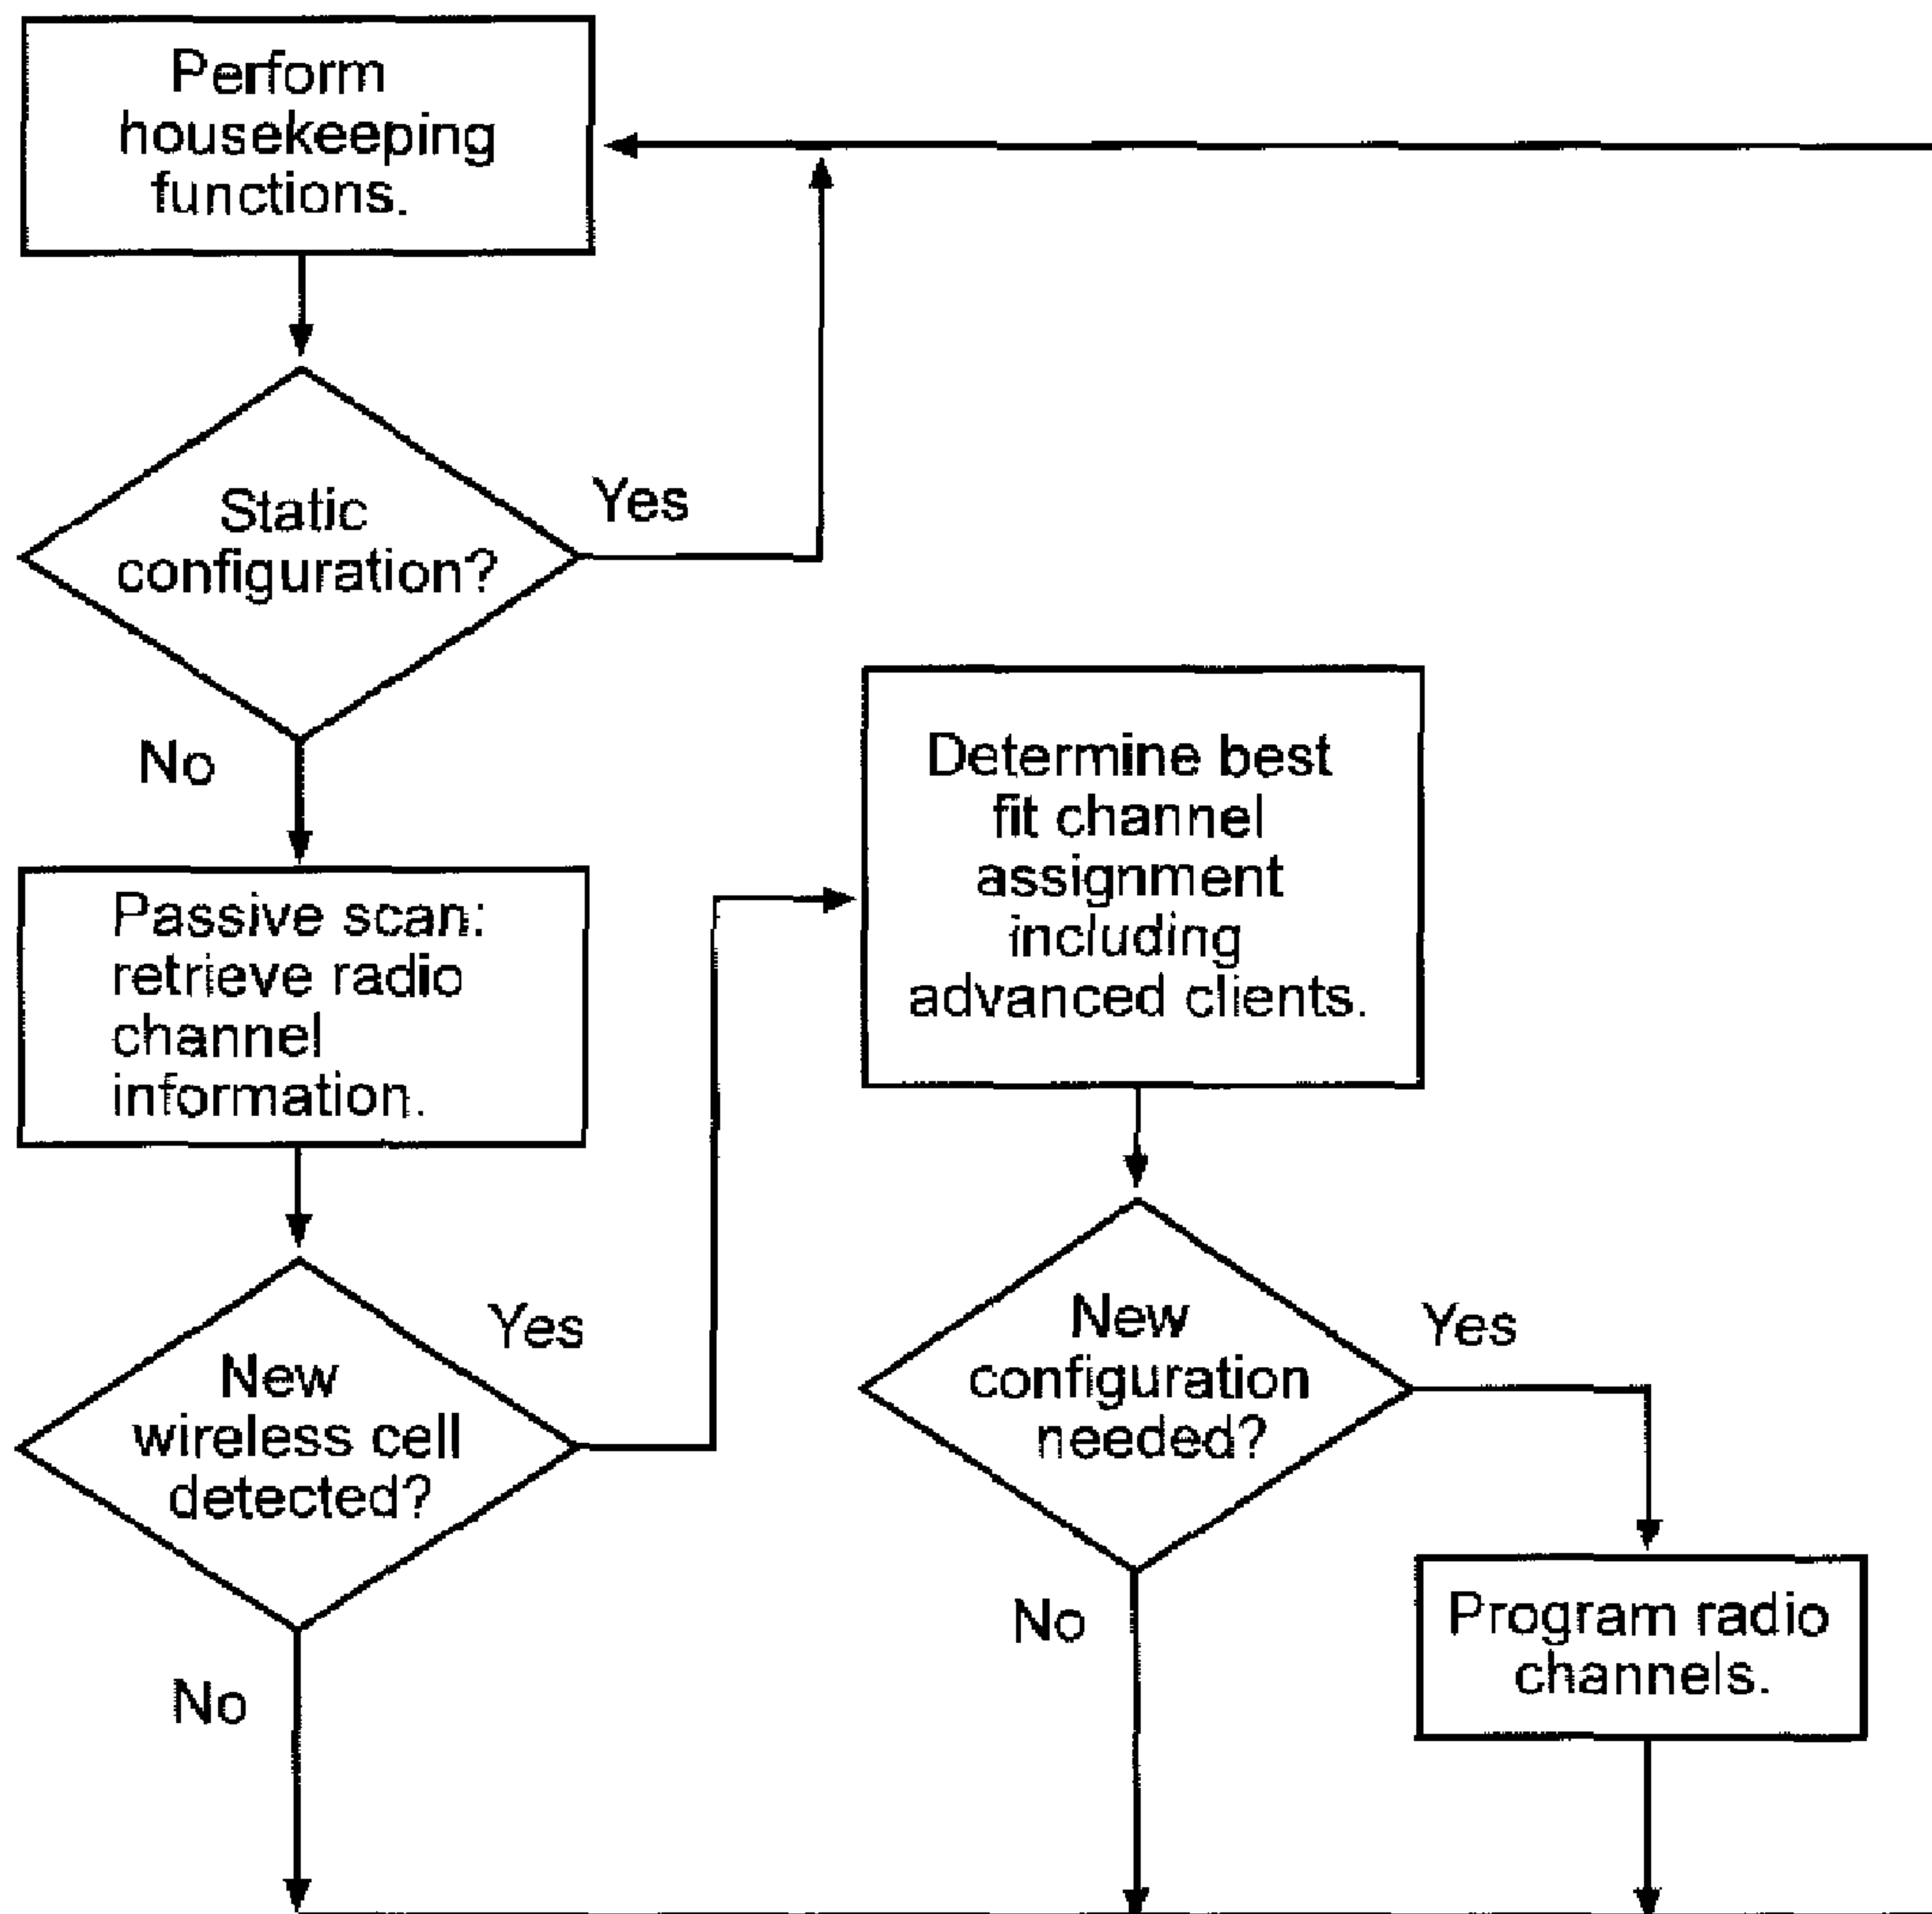 Perform
housekeeping
functions.
Static
configuration?
Yes
No
Passive scan:
retrieve radio
channel
information.
New
wireless cell
detected?
Yes
No
Determine best
fit channel
assignment
including
advanced clients.
New
configuration
needed?
Yes
No
Program radio
channels.